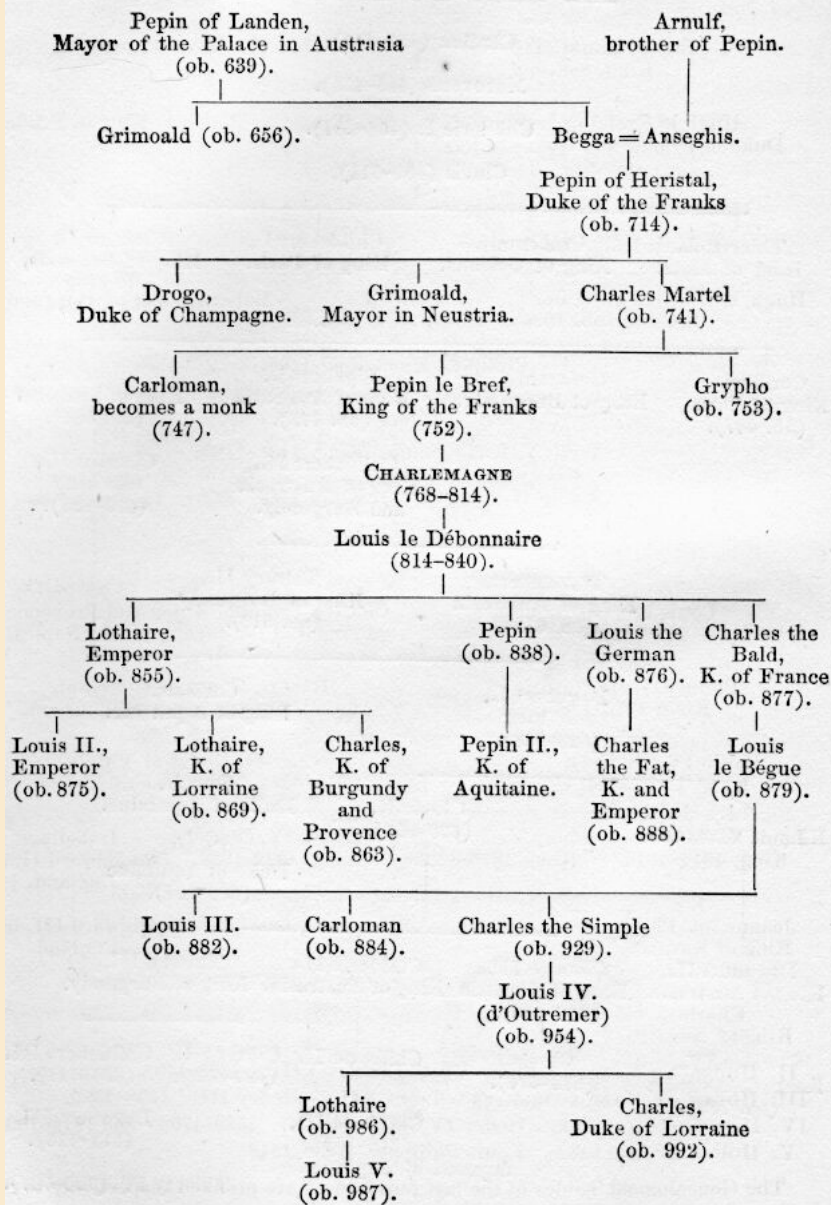 Pepin of Landen,
Mayor of the Palace in Austrasia
(ob. 639).
Arnulf,
brother of Pepin.
Grimoald (ob. 656).
Begga = Anseghis.
Pepin of Heristal,
Duke of the Franks
(ob. 714).
Drogo,
Duke of Champagne.
Grimoald,
Mayor in Neustria.
Charles Martel
(ob. 741).
Carloman,
becomes a monk
(747).
Pepin le Bref,
King of the Franks
(752).
Grypho
(ob. 753).
CHARLEMAGNE
(768–814).
Louis le Débonnaire
(814–840).
Lothaire,
Emperor
(ob. 855).
Pepin
(ob. 838).
Louis the
German
(ob. 876).
Charles the
Bald,
K. of France
(ob. 877).
Louis II.,
Emperor
(ob. 875).
Lothaire,
K. of
Lorraine
(ob. 869).
Charles,
K. of
Burgundy
and
Provence
(ob. 863).
Pepin II.,
K. of
Aquitaine.
Charles
the Fat,
K. and
Emperor
(ob. 888).
Louis
le Bégue
(ob. 879).
Louis III.
(ob. 882).
Carloman
(ob. 884).
Charles the Simple
(ob. 929).
Louis IV.
(d'Outremer)
(ob. 954).
Lothaire
(ob. 986).
Charles,
Duke of Lorraine
(ob. 992).
Louis V.
(ob. 987).